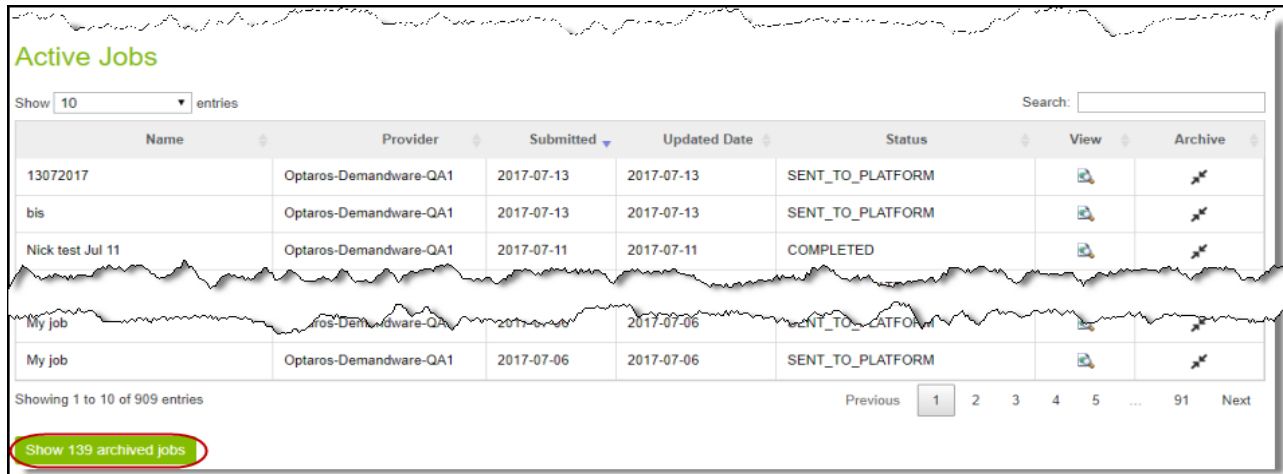 Active Jobs
Show 10 entries Search:
Name Provider Submitted Updated Date Status View Archive
13072017 Optaros-Demandware-QA1 2017-07-13 2017-07-13 SENT_TO_PLATFORM
bis Optaros-Demandware-QA1 2017-07-13 2017-07-13 SENT_TO_PLATFORM
Nick test Jul 11 Optaros-Demandware-QA1 2017-07-11 2017-07-11 COMPLETED
My job 2017-07-06
My job Optaros-Demandware-QA1 2017-07-06 2017-07-06 SENT_TO_PLATFORM
Showing 1 to 10 of 909 entries Previous 1 2 3 4 5 ... 91 Next
Show 139 archived jobs